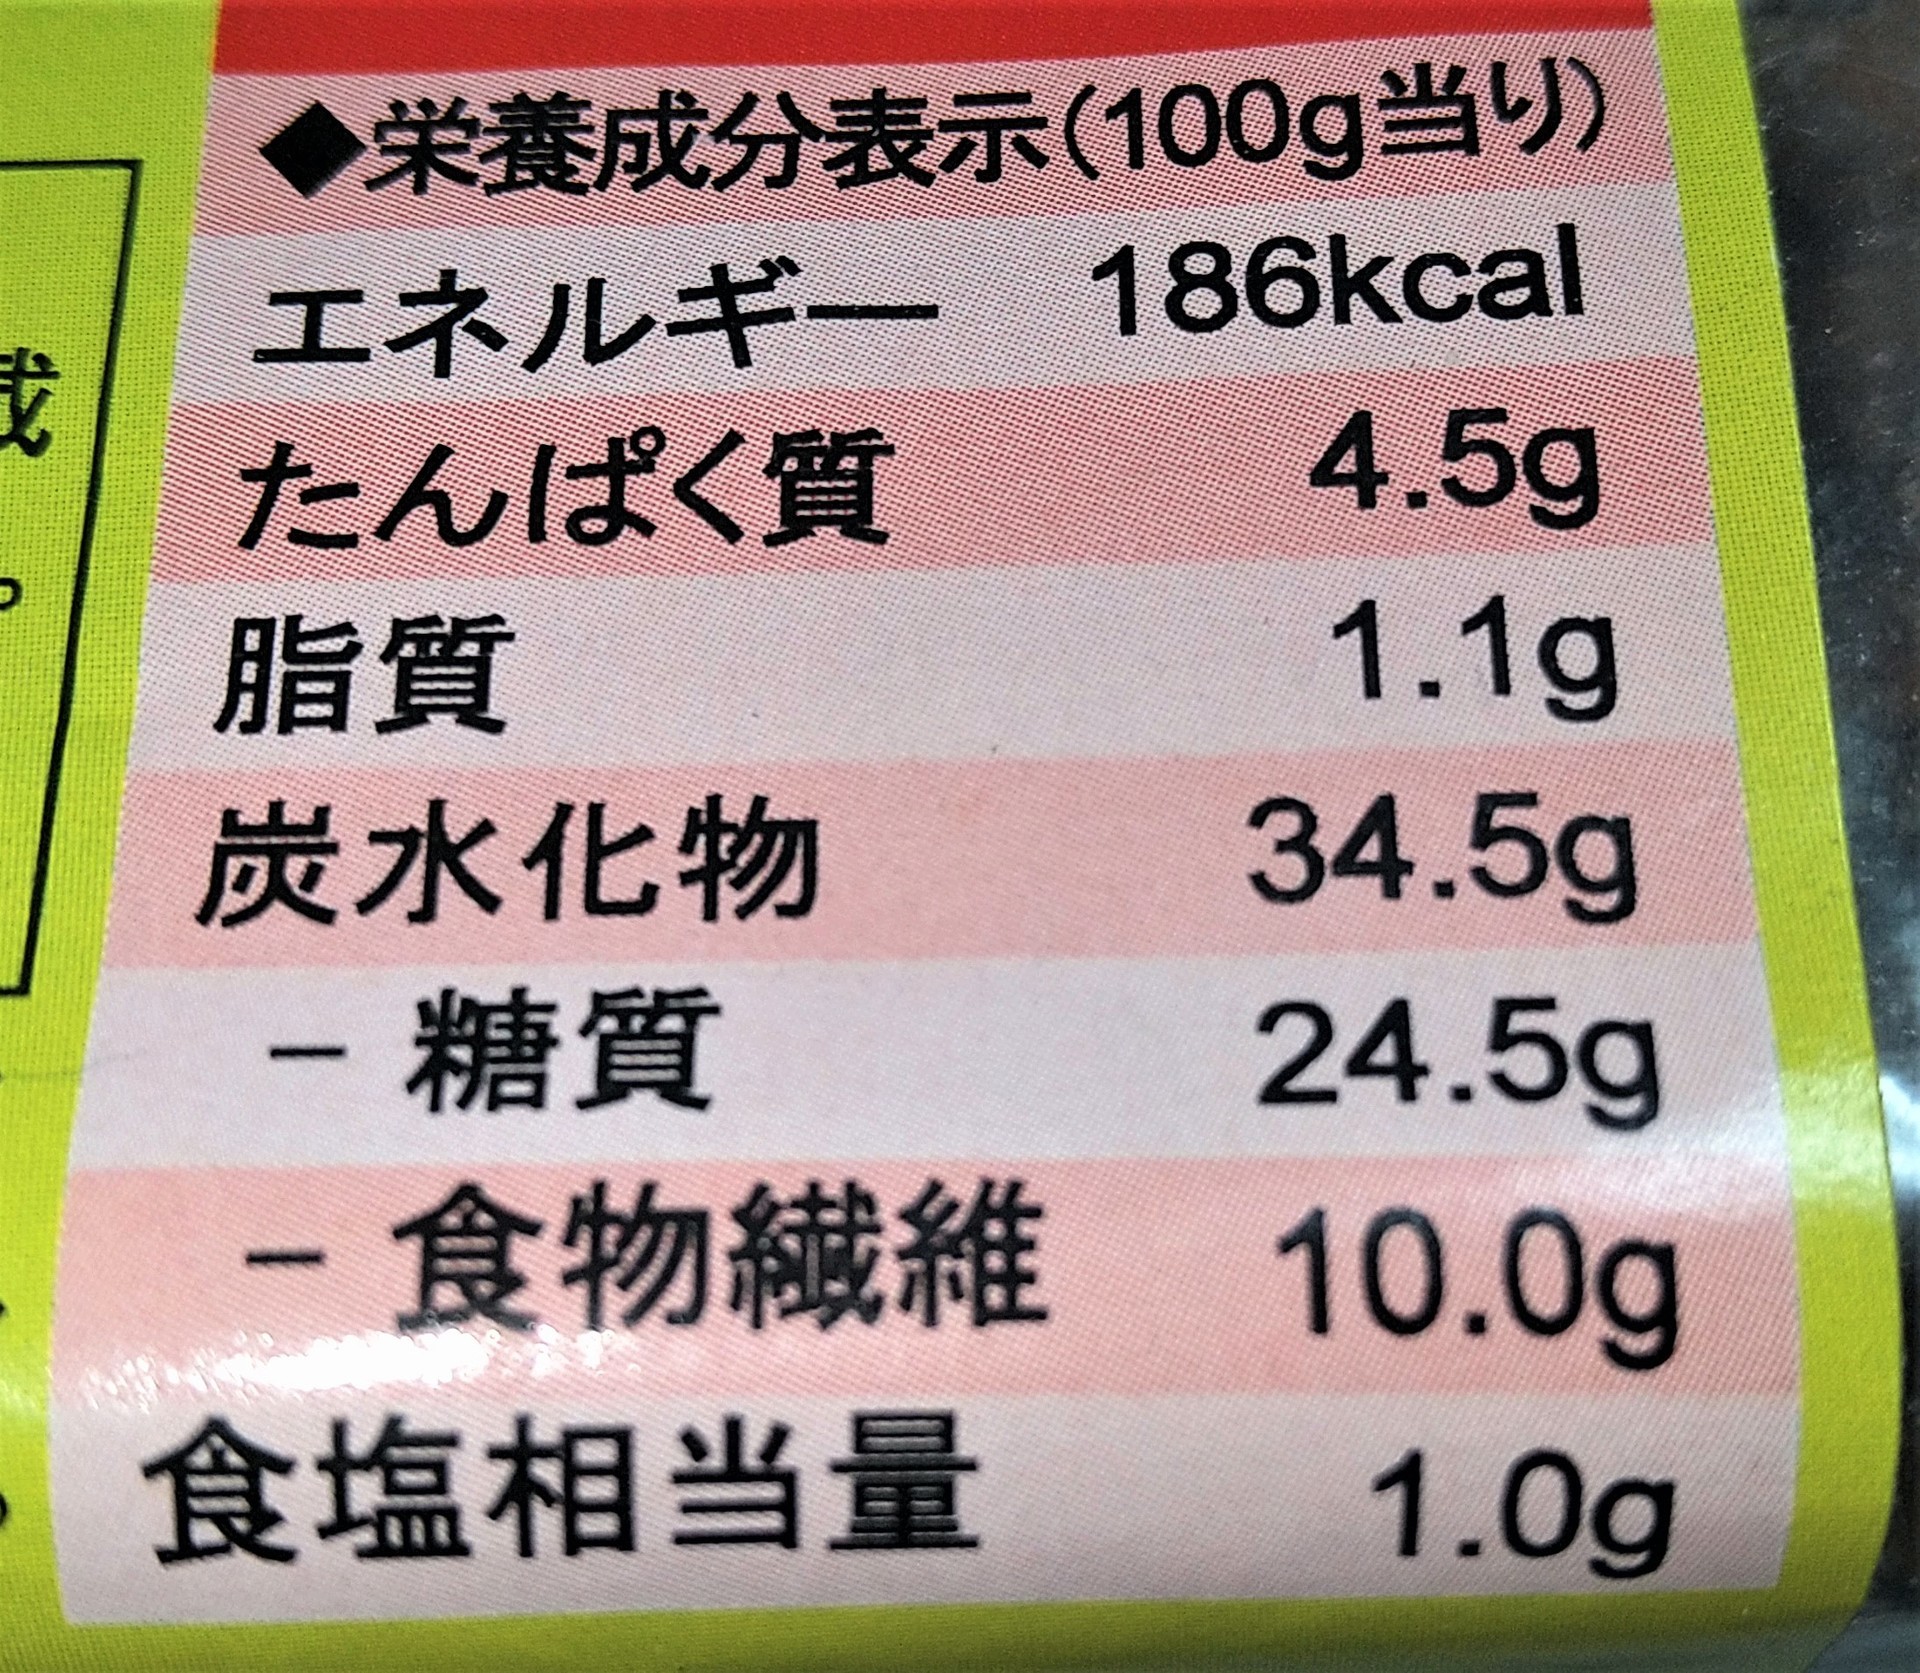 ◆栄養成分表示(100g当り)
エネルギー 186kcal
たんぱく質 4.5g
脂質 1.1g
炭水化物 34.5g
- 糖質 24.5g
- 食物繊維 10.0g
食塩相当量 1.0g